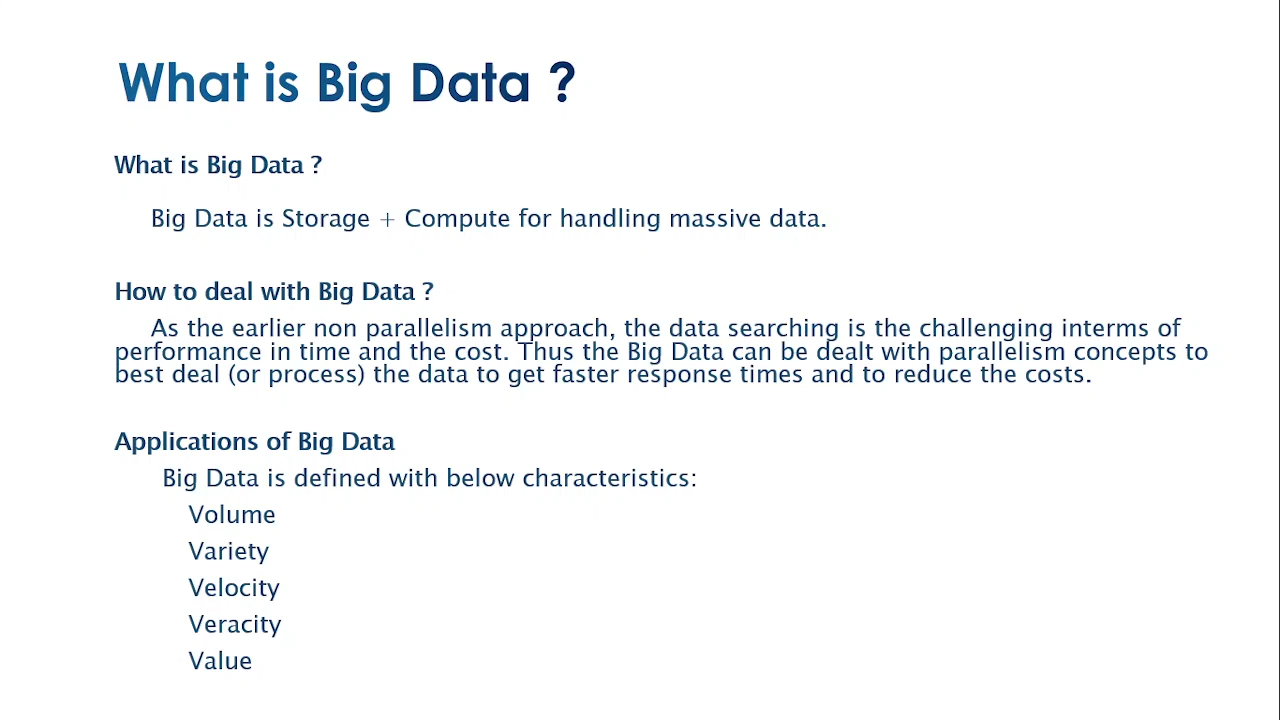 What is Big Data ?
What is Big Data ?
Big Data is Storage + Compute for handling massive data.
How to deal with Big Data ?
As the earlier non parallelism approach, the data searching is the challenging interms of
performance in time and the cost. Thus the Big Data can be dealt with parallelism concepts to
best deal (or process) the data to get faster response times and to reduce the costs.
Applications of Big Data
Big Data is defined with below characteristics:
Volume
Variety
Velocity
Veracity
Value